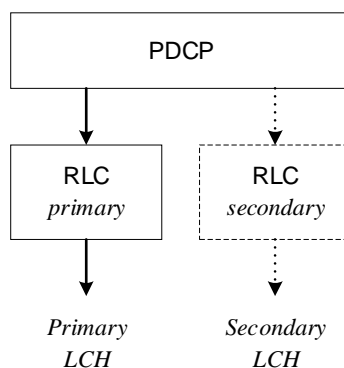 PDCP
RLC
primary
RLC
secondary
Primary
LCH
Secondary
LCH